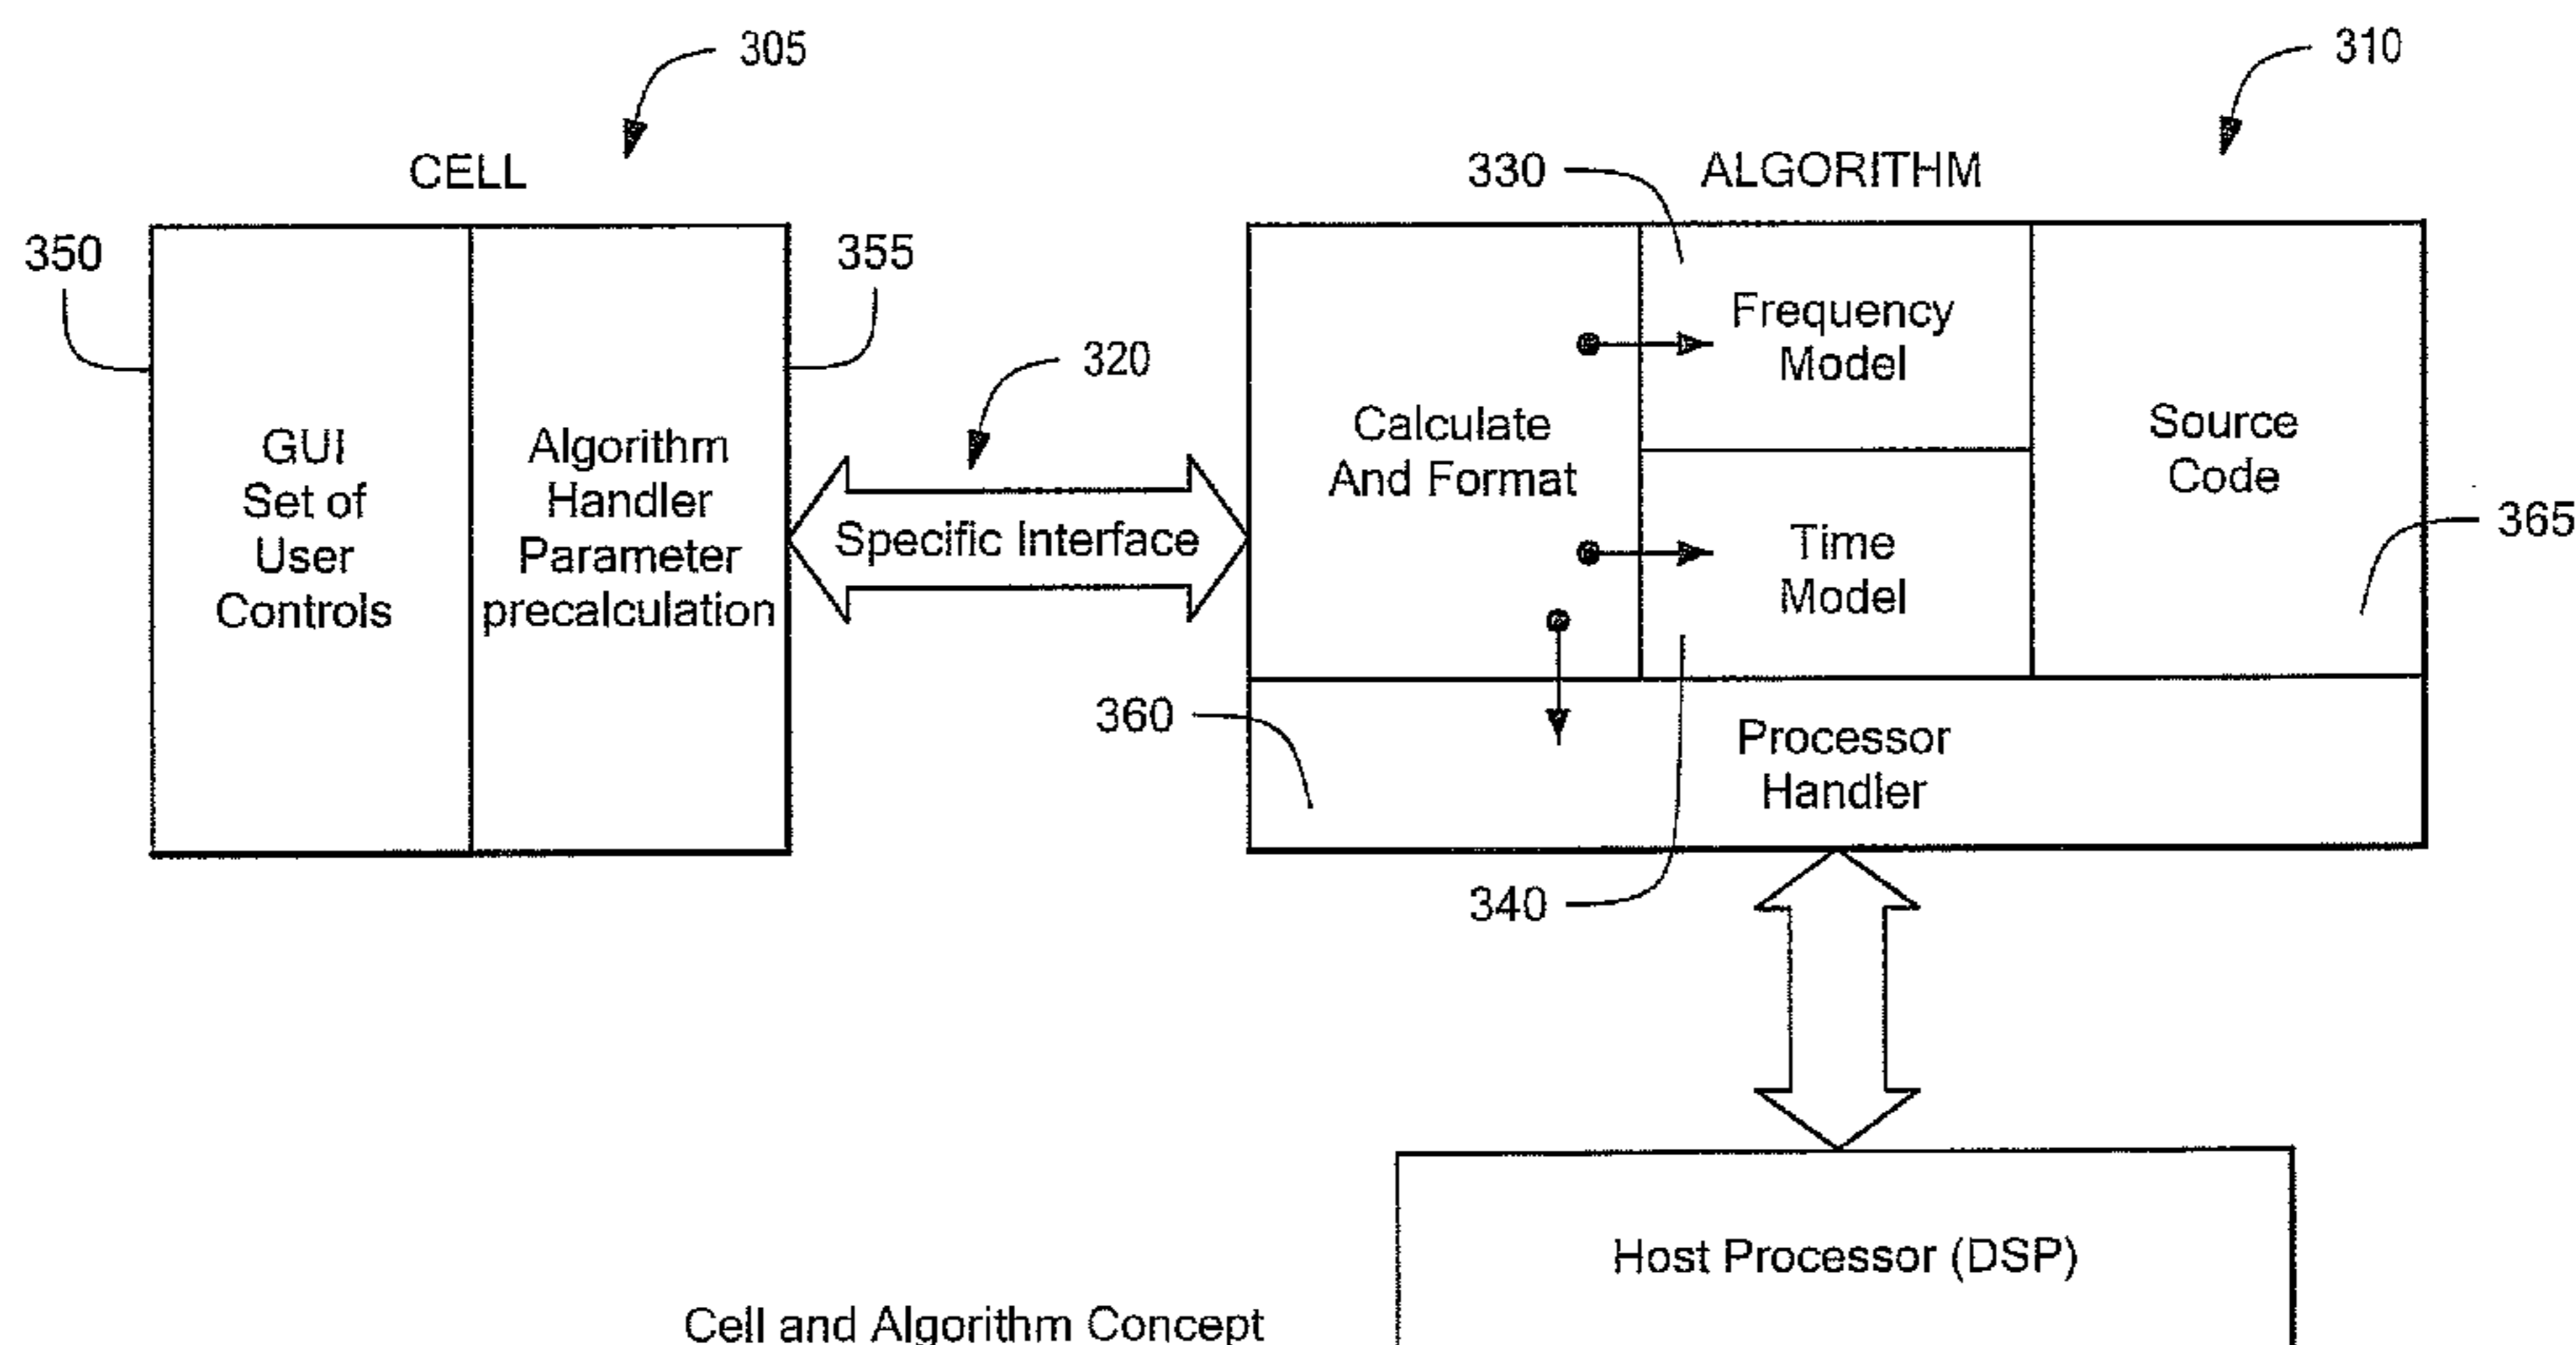 305
310
CELL
330
ALGORITHM
350
355
GUI
Set of
User
Controls
Algorithm
Handler
Parameter
precalculation
320
Specific Interface
Calculate
And Format
Frequency
Model
Time
Model
Source
Code
365
360
Processor
Handler
340
Host Processor (DSP)
Cell and Algorithm Concept